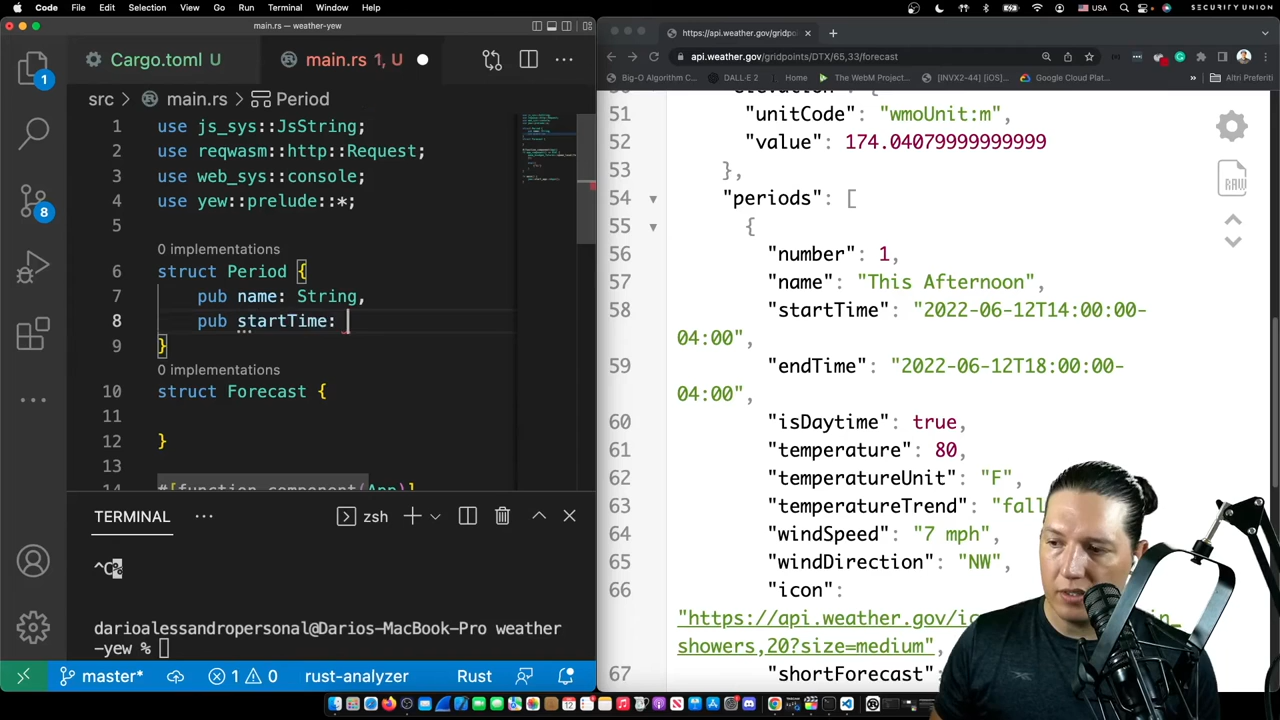 Code File Edit Selection View Go Run Terminal Window Help
USA
SECURITY UNION
main.rs — weather-yew
https://api.weather.gov/gridpo
Cargo.toml U
main.rs 1, U
api.weather.gov/gridpoints/DTX/65,33/forecast
Big-O Algorithm C... DALL·E 2 Home The WebM Project... [INVX2-44] [iOS]... Google Cloud Plat... » Altri Preferiti
src > main.rs > Period
1 use js_sys::JsString;
2 use reqwasm::http::Request;
3 use web_sys::console;
4 use yew::prelude::*;
5
0 implementations
6 struct Period {
7 pub name: String,
8 pub startTime:
9 }
0 implementations
10 struct Forecast {
11
12 }
13
14 #[function_component(App)]
TERMINAL ...
zsh
^C%
darioalessandropersonal@Darios-MacBook-Pro weather
-yew %
1
8
master* 1 0 rust-analyzer Rust
51 "unitCode": "wmoUnit:m",
52 "value": 174.04079999999999
53 },
54 "periods": [
55 {
56 "number": 1,
57 "name": "This Afternoon",
58 "startTime": "2022-06-12T14:00:00-
04:00",
59 "endTime": "2022-06-12T18:00:00-
04:00",
60 "isDaytime": true,
61 "temperature": 80,
62 "temperatureUnit": "F",
63 "temperatureTrend": "fall
64 "windSpeed": "7 mph",
65 "windDirection": "NW",
66 "icon":
"https://api.weather.gov/ic
showers,20?size=medium",
67 "shortForecast":
RAW